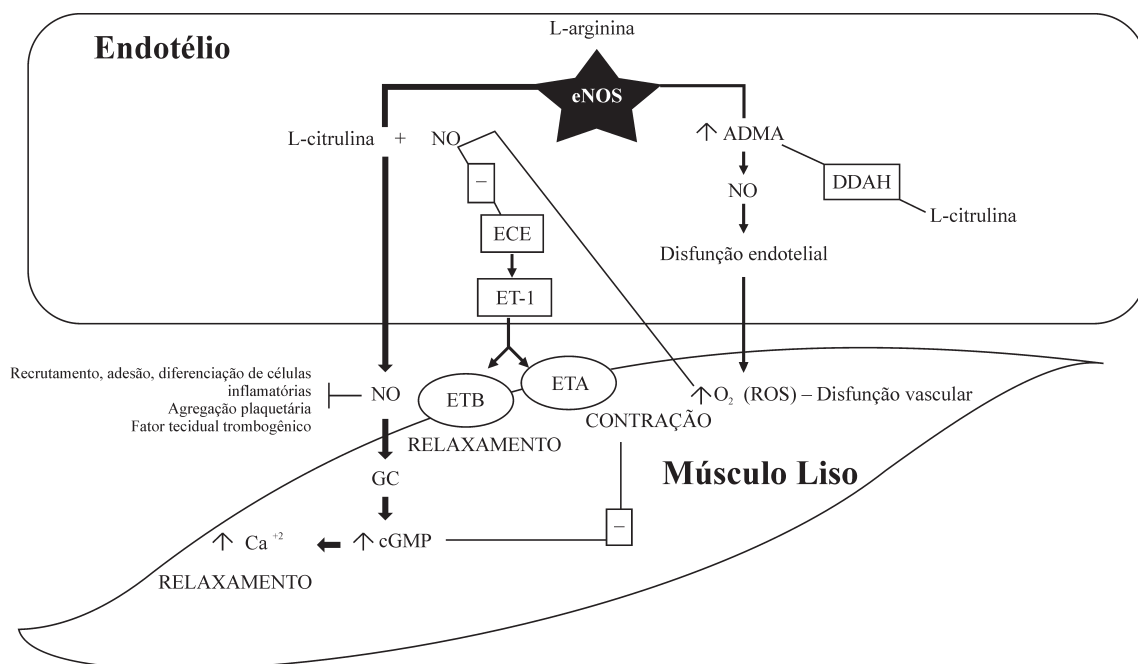 L-arginina
Endotélio
eNOS
L-citrulina + NO
↑ ADMA
–
DDAH
NO
L-citrulina
ECE
Disfunção endotelial
ET-1
Recrutamento, adesão, diferenciação de células
inflamatórias
Agregação plaquetária
Fator tecidual trombogênico
NO
ETB
ETA
↑O₂ (ROS) – Disfunção vascular
CONTRAÇÃO
RELAXAMENTO
Músculo Liso
GC
–
↑ Ca ⁺²
↑ cGMP
RELAXAMENTO